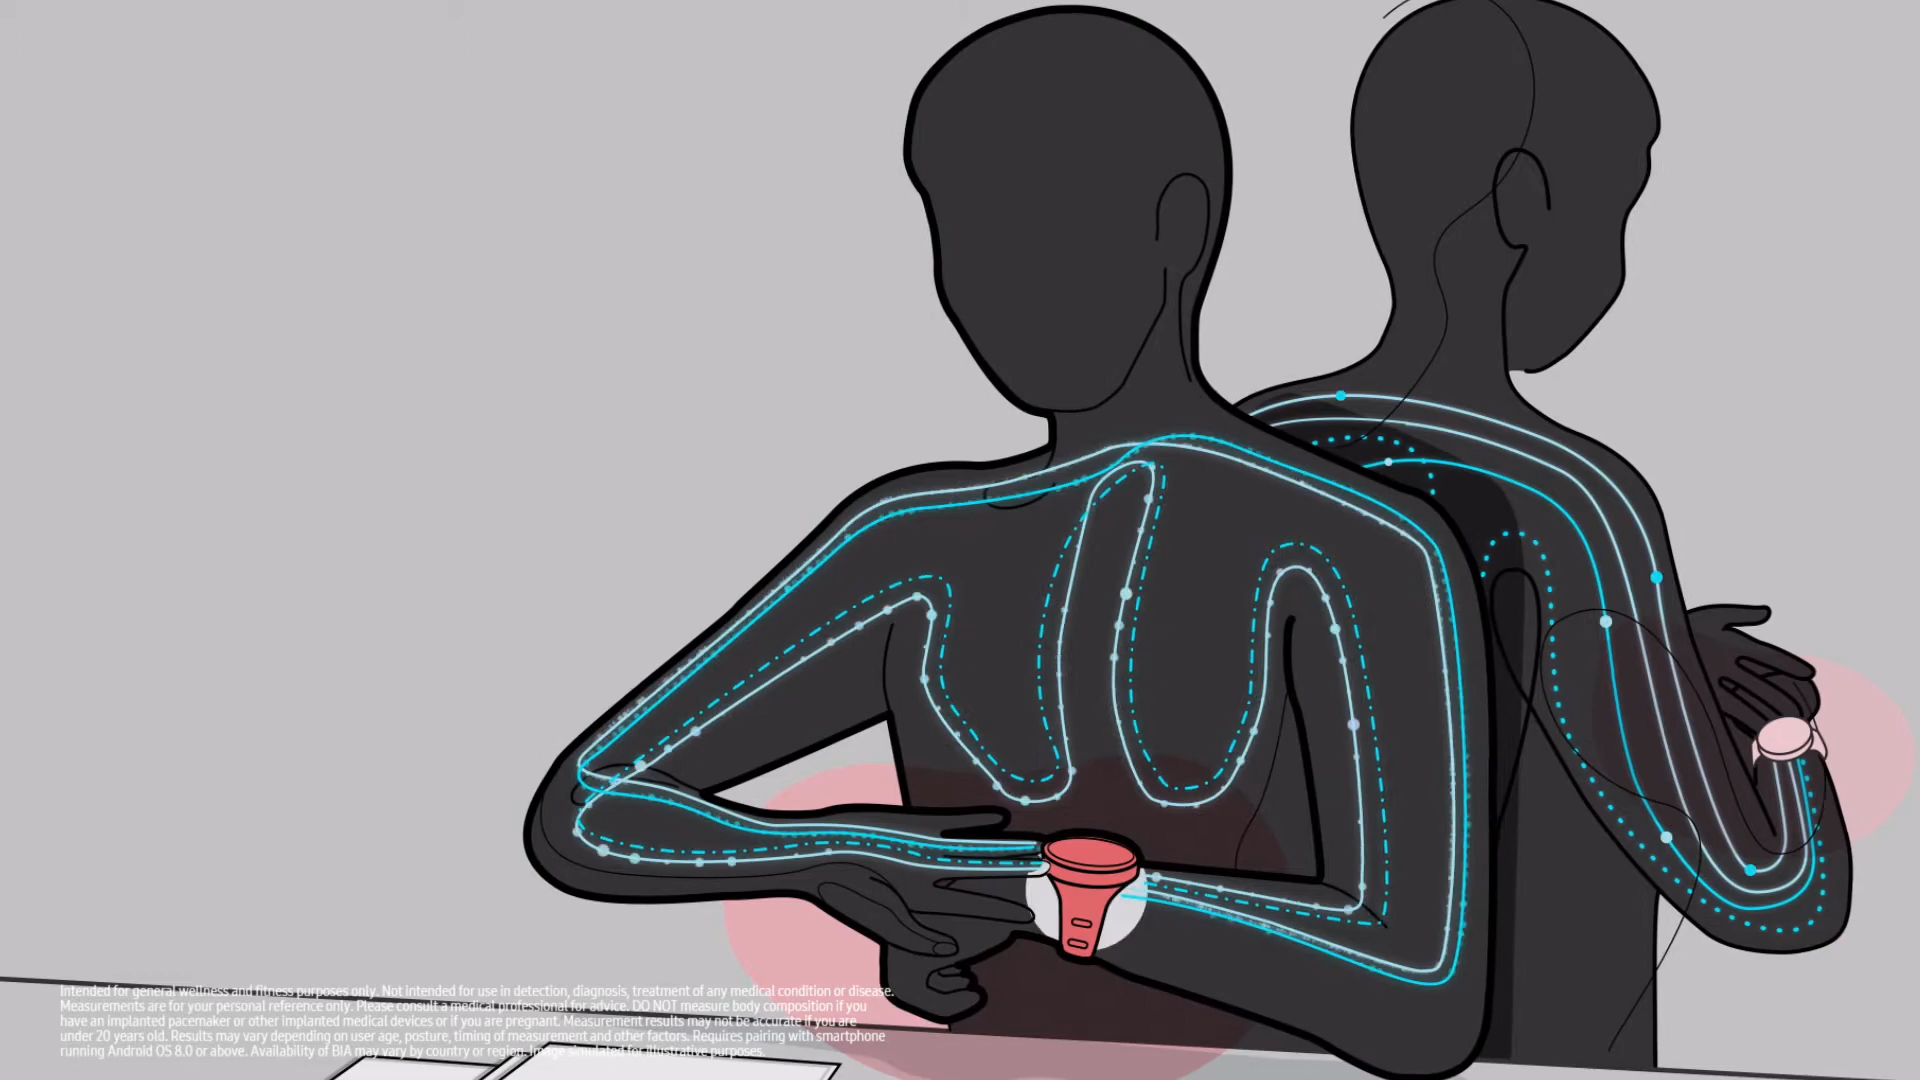 Intended for general wellness and fitness purposes only. Not intended for use in detection, diagnosis, treatment of any medical condition or disease.
Measurements are for your personal reference only. Please consult a medical professional for advice. DO NOT measure body composition if you
have an implanted pacemaker or other implanted medical devices or if you are pregnant. Measurement results may not be accurate if you are
under 20 years old. Results may vary depending on user age, posture, timing of measurement and other factors. Requires pairing with smartphone
running Android OS 8.0 or above. Availability of BIA may vary by country or region. Image simulated for illustrative purposes.